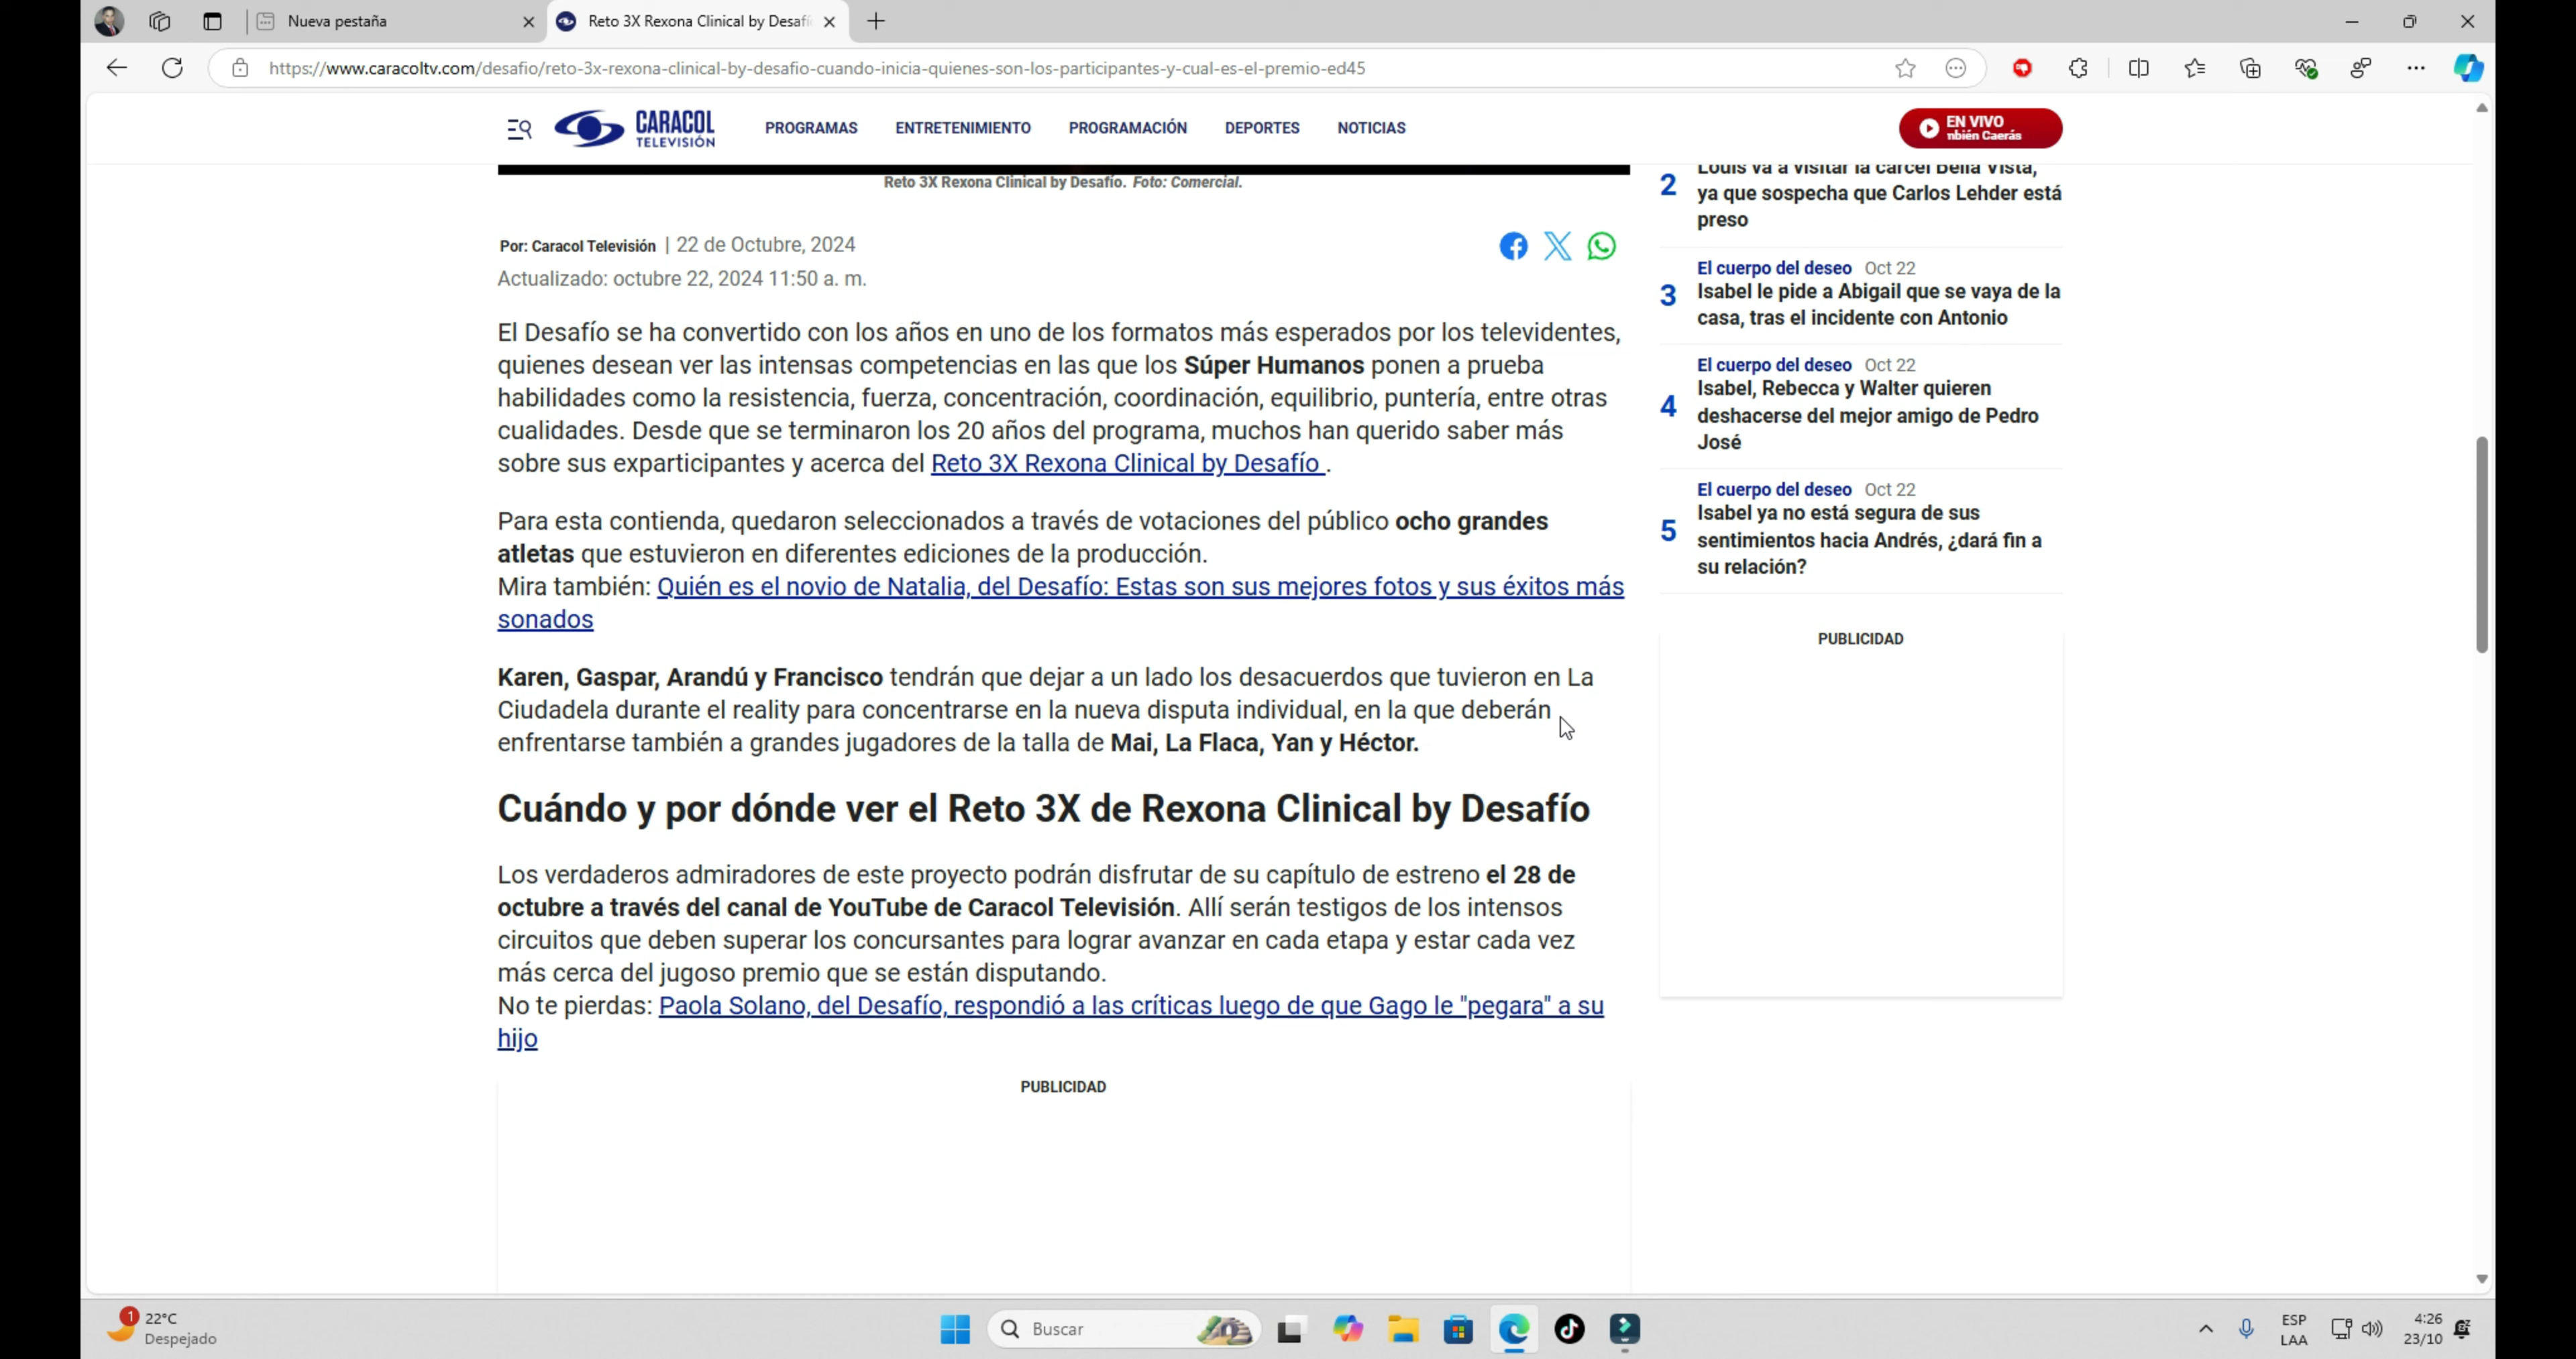 Nueva pestaña
Reto 3X Rexona Clinical by Desafí
https://www.caracoltv.com/desafio/reto-3x-rexona-clinical-by-desafio-cuando-inicia-quienes-son-los-participantes-y-cual-es-el-premio-ed45
CARACOL
TELEVISIÓN
PROGRAMAS ENTRETENIMIENTO PROGRAMACIÓN DEPORTES NOTICIAS
EN VIVO
nbién Caerás
Reto 3X Rexona Clinical by Desafío. Foto: Comercial.
Por: Caracol Televisión | 22 de Octubre, 2024
Actualizado: octubre 22, 2024 11:50 a. m.
El Desafío se ha convertido con los años en uno de los formatos más esperados por los televidentes,
quienes desean ver las intensas competencias en las que los Súper Humanos ponen a prueba
habilidades como la resistencia, fuerza, concentración, coordinación, equilibrio, puntería, entre otras
cualidades. Desde que se terminaron los 20 años del programa, muchos han querido saber más
sobre sus exparticipantes y acerca del Reto 3X Rexona Clinical by Desafío .
Para esta contienda, quedaron seleccionados a través de votaciones del público ocho grandes
atletas que estuvieron en diferentes ediciones de la producción.
Mira también: Quién es el novio de Natalia, del Desafío: Estas son sus mejores fotos y sus éxitos más
sonados
Karen, Gaspar, Arandú y Francisco tendrán que dejar a un lado los desacuerdos que tuvieron en La
Ciudadela durante el reality para concentrarse en la nueva disputa individual, en la que deberán
enfrentarse también a grandes jugadores de la talla de Mai, La Flaca, Yan y Héctor.
Cuándo y por dónde ver el Reto 3X de Rexona Clinical by Desafío
Los verdaderos admiradores de este proyecto podrán disfrutar de su capítulo de estreno el 28 de
octubre a través del canal de YouTube de Caracol Televisión. Allí serán testigos de los intensos
circuitos que deben superar los concursantes para lograr avanzar en cada etapa y estar cada vez
más cerca del jugoso premio que se están disputando.
No te pierdas: Paola Solano, del Desafío, respondió a las críticas luego de que Gago le "pegara" a su
hijo
PUBLICIDAD
2
Louis va a visitar la cárcel Bella Vista,
ya que sospecha que Carlos Lehder está
preso
El cuerpo del deseo Oct 22
3
Isabel le pide a Abigail que se vaya de la
casa, tras el incidente con Antonio
El cuerpo del deseo Oct 22
4
Isabel, Rebecca y Walter quieren
deshacerse del mejor amigo de Pedro
José
El cuerpo del deseo Oct 22
5
Isabel ya no está segura de sus
sentimientos hacia Andrés, ¿dará fin a
su relación?
PUBLICIDAD
1
22°C
Despejado
Buscar
ESP
LAA
4:26
23/10